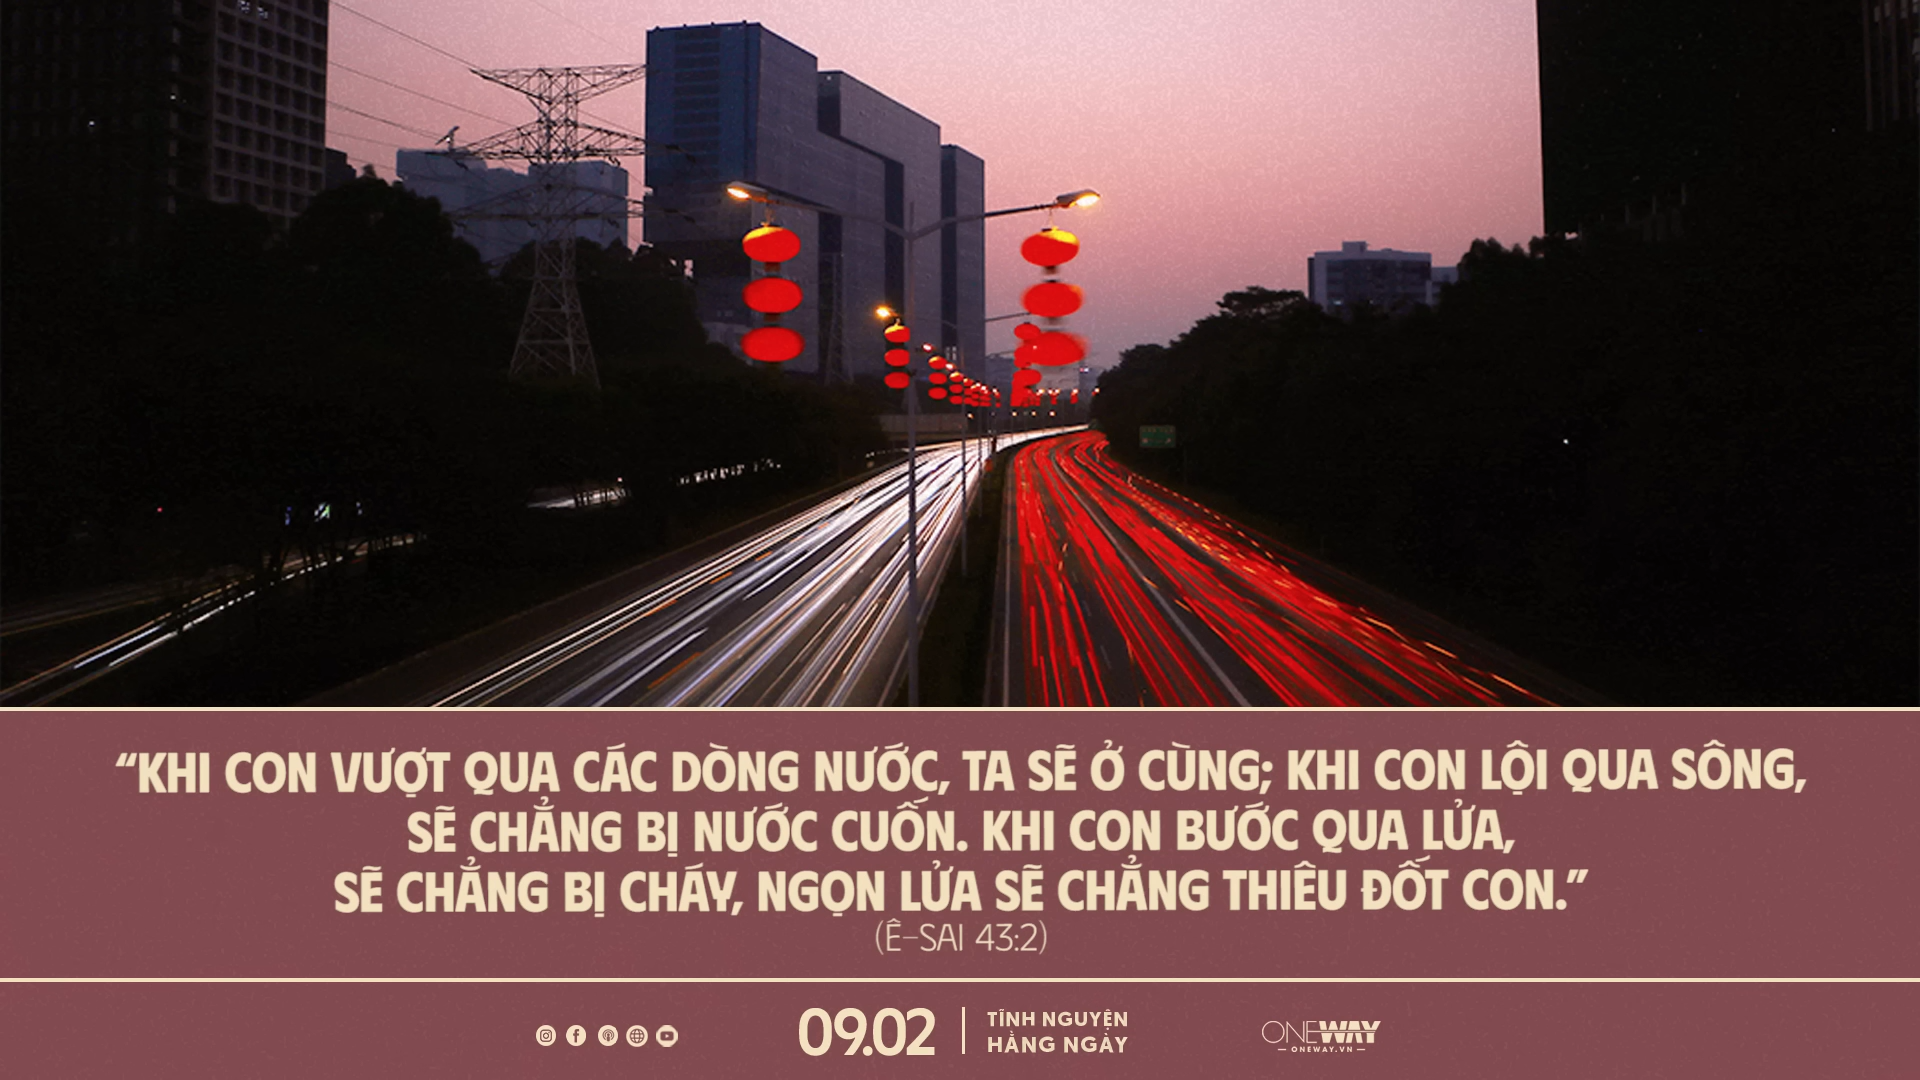 “KHI CON VƯỢT QUA CÁC DÒNG NƯỚC, TA SẼ Ở CÙNG; KHI CON LỘI QUA SÔNG,
SẼ CHẲNG BỊ NƯỚC CUỐN. KHI CON BƯỚC QUA LỬA,
SẼ CHẲNG BỊ CHÁY, NGỌN LỬA SẼ CHẲNG THIÊU ĐỐT CON.”
(Ê-SAI 43:2)
09.02
TĨNH NGUYỆN
HẰNG NGÀY
ONEWAY
— ONEWAY.VN —